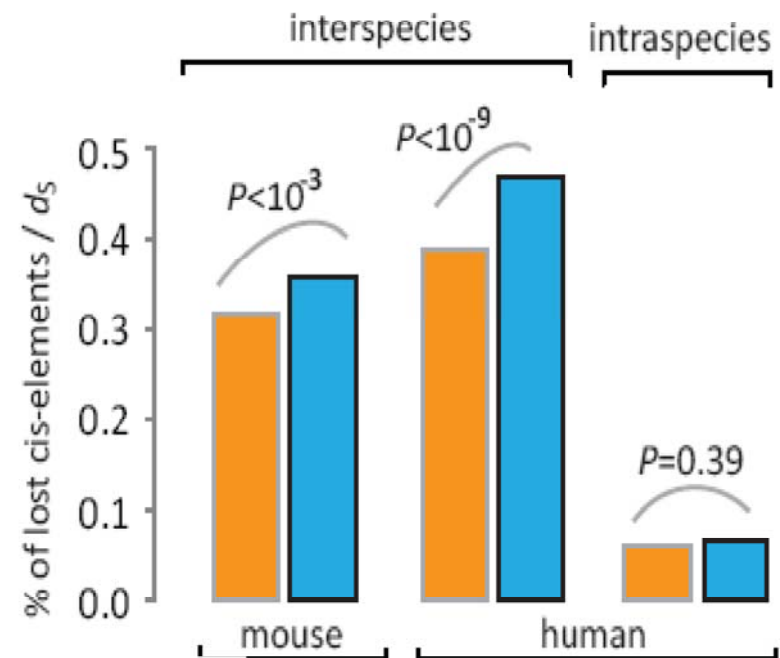 interspecies
intraspecies
P<10-9
P<10-3
P=0.39
% of lost cis-elements / dS
0.5
0.4
0.3
0.2
0.1
0.0
mouse
human